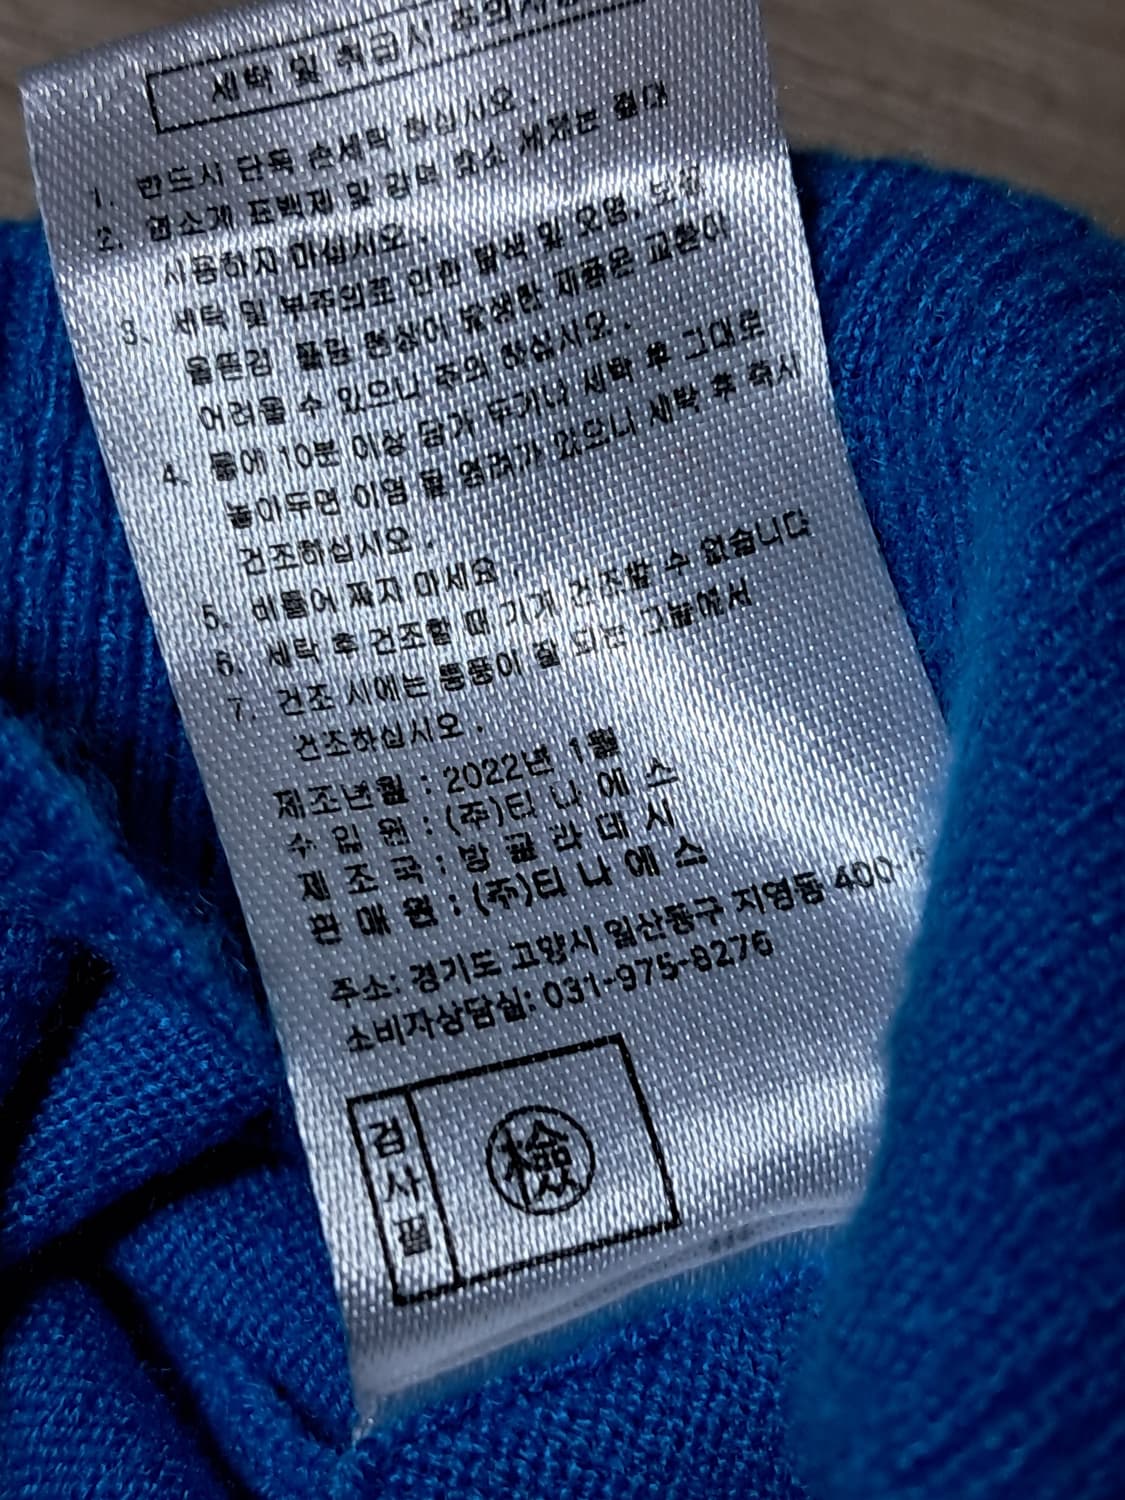 세탁 및 취급시 주의사항
1. 반드시 단독 손세탁 하십시오.
2. 염소계 표백제 및 강력 효소 세제는 절대
사용하지 마십시오.
3. 세탁 및 부주의로 인한 탈색 및 오염, 보풀
올뜯김 풀림 현상이 발생한 제품은 교환이
어려울 수 있으니 주의 하십시오.
4. 물에 10분 이상 담가 두거나 세탁 후 그대로
놓아두면 이염 될 염려가 있으니 세탁 후 즉시
건조하십시오.
5. 비틀어 짜지 마세요.
6. 세탁 후 건조할 때 기계 건조할 수 없습니다
7. 건조 시에는 통풍이 잘 되는 그늘에서
건조하십시오.
제조년월 : 2022년 1월
수 입 원 : (주)티 나 에 스
제 조 국 : 방 글 라 데 시
판 매 원 : (주)티 나 에 스
주소: 경기도 고양시 일산동구 지영동 400-
소비자상담실: 031-975-8276
검사필
檢